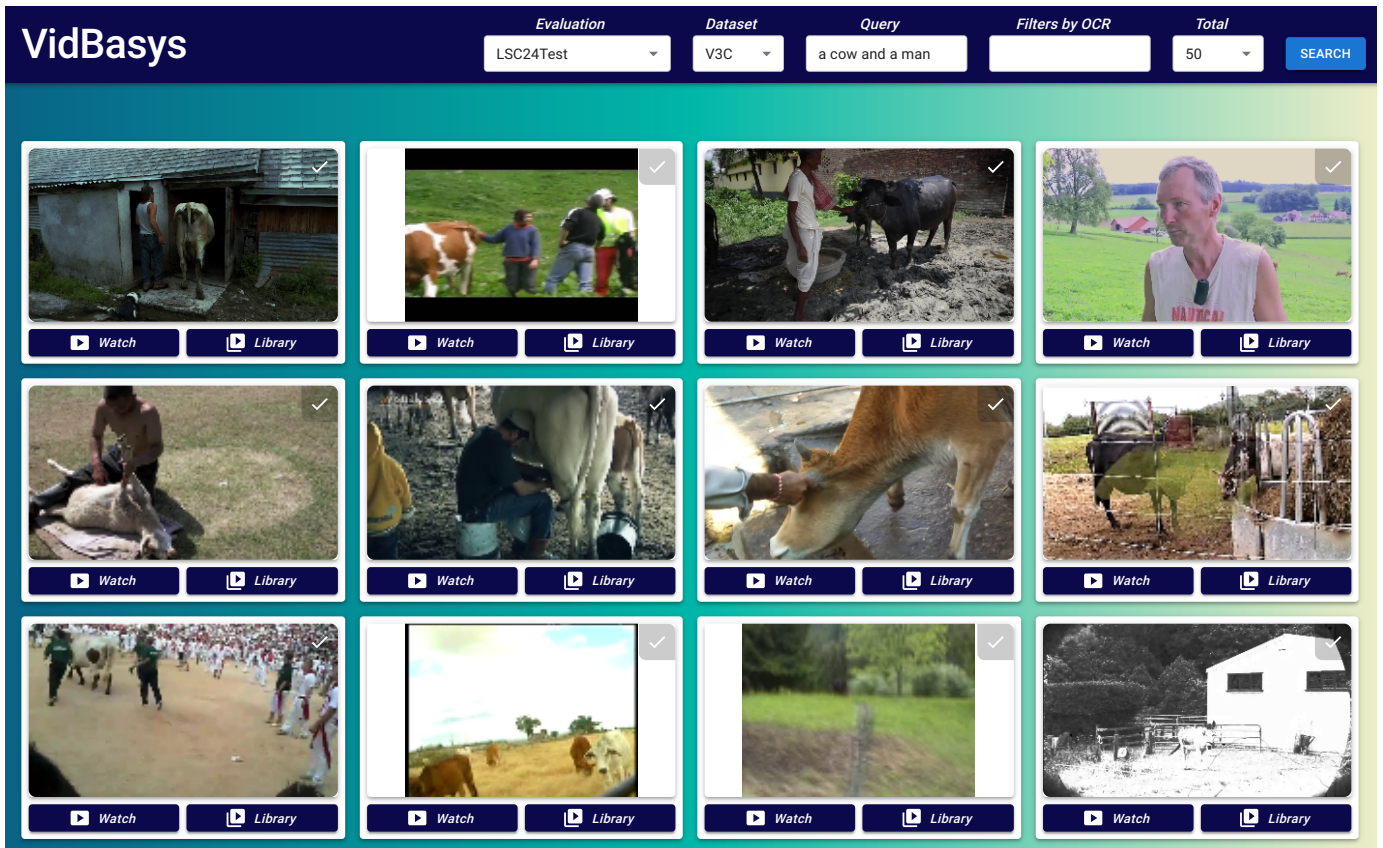 VidBasys
Evaluation
Dataset
Query
Filters by OCR
Total
LSC24Test
V3C
a cow and a man
50
SEARCH
NAUTICAL
Watch
Library
Watch
Library
Watch
Library
Watch
Library
Watch
Library
Watch
Library
Watch
Library
Watch
Library
Watch
Library
Watch
Library
Watch
Library
Watch
Library